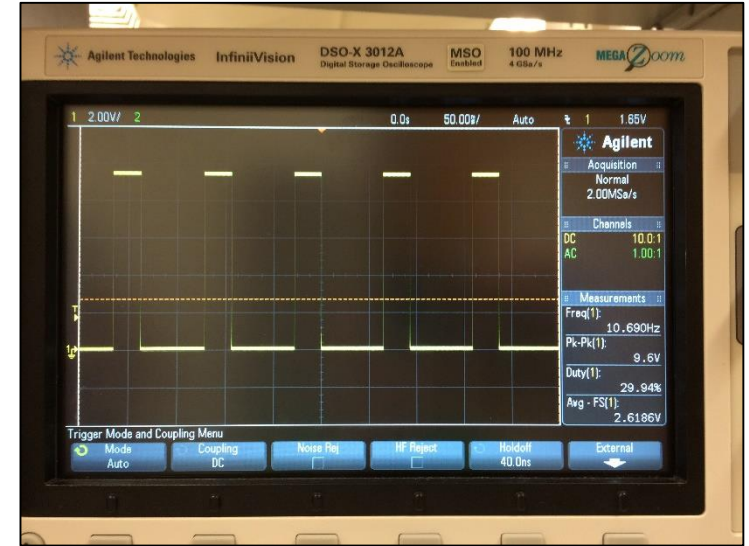 Agilent Technologies InfiniiVision DSO-X 3012A MSO 100 MHz MEGA Zoom
Digital Storage Oscilloscope Enabled 4 GSa/s
1 2.00V/ 2 0.0s 50.00s/ Auto 1 1.65V
Agilent
Acquisition
Normal
2.00MSa/s
Channels
DC 10.0:1
AC 1.00:1
Measurements
Freq(1):
10.690Hz
Pk-Pk(1):
9.6V
Duty(1):
29.94%
Avg - FS(1):
2.6186V
T
1
Trigger Mode and Coupling Menu
Mode Coupling Noise Rej HF Reject Holdoff External
Auto DC 40.0ns